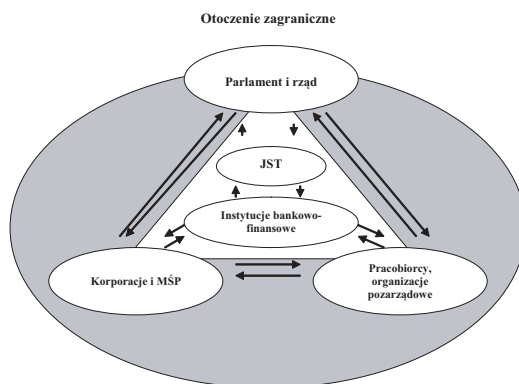 Otoczenie zagraniczne
Parlament i rząd
JST
Instytucje bankowo-
finansowe
Korporacje i MŚP
Pracobiorcy,
organizacje
pozarządowe